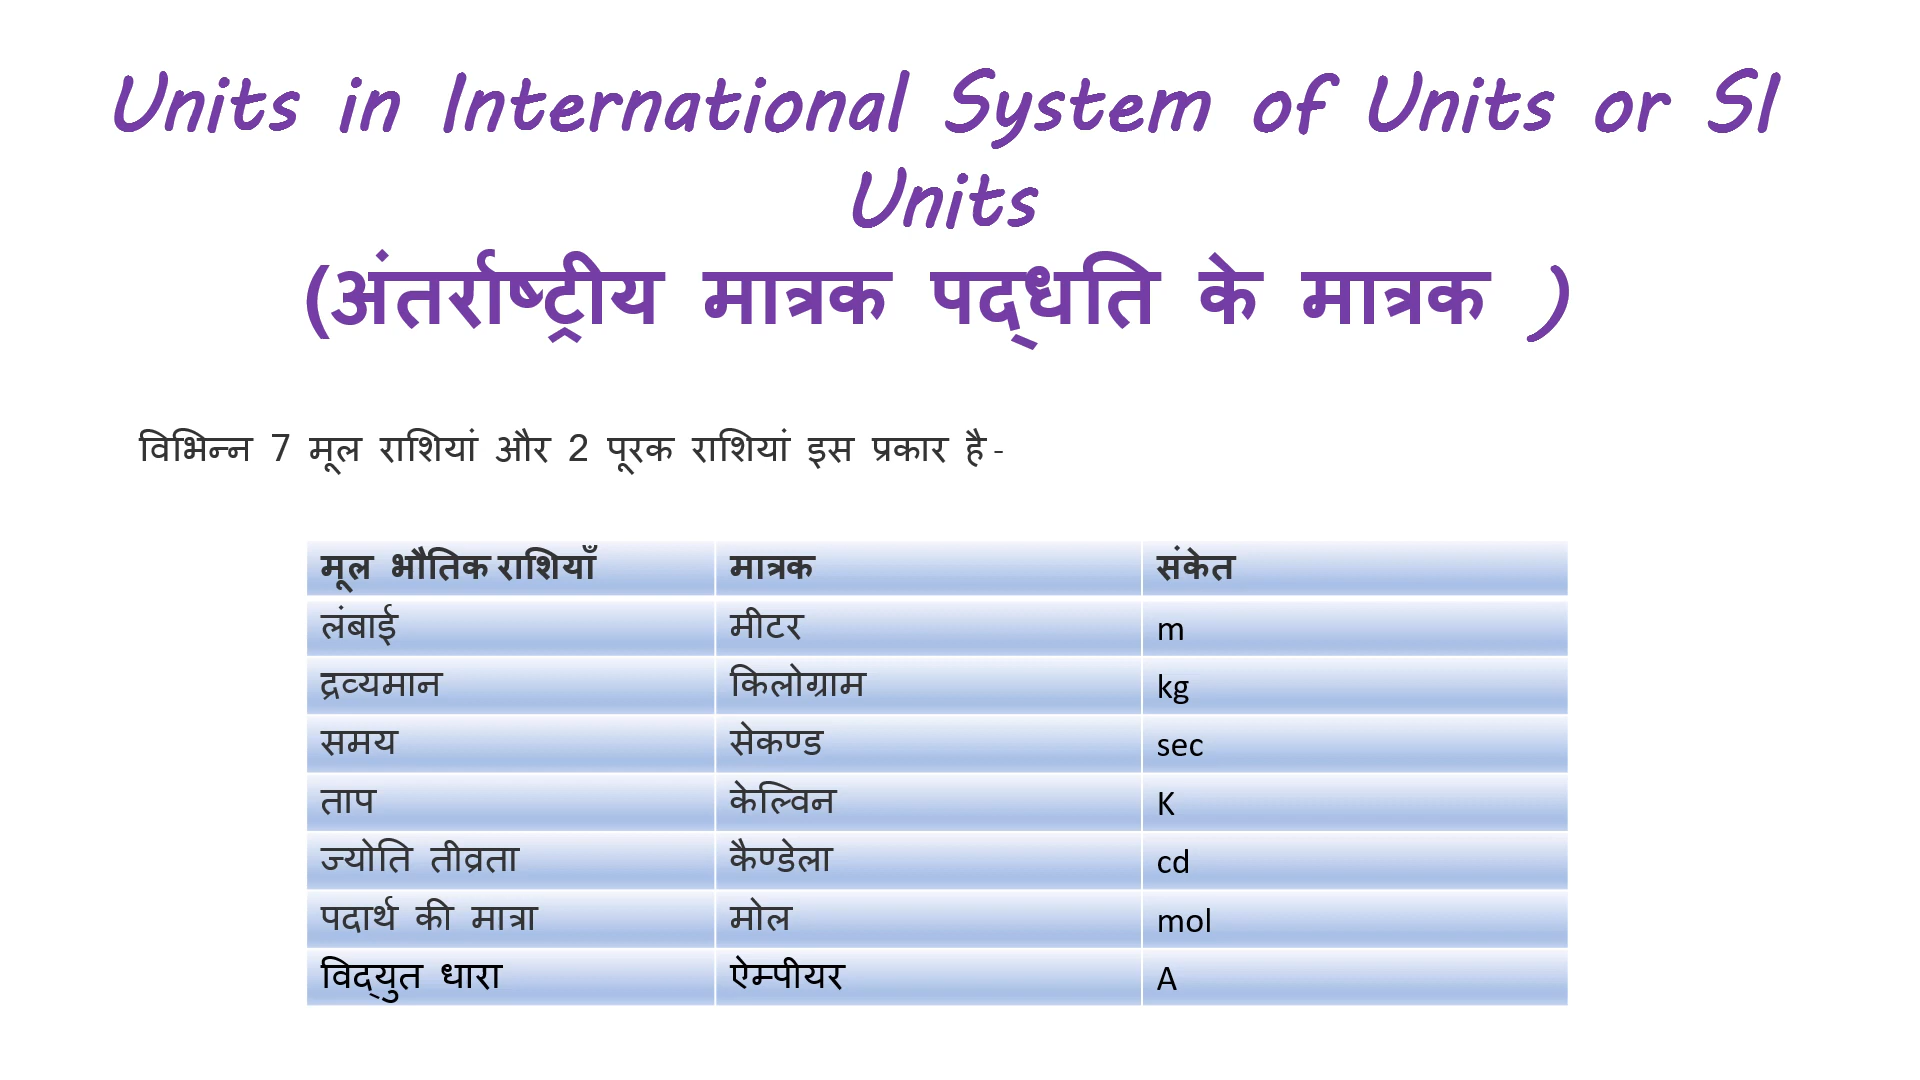 Units in International System of Units or SI
Units
(अंतर्राष्ट्रीय मात्रक पद्धति के मात्रक )
विभिन्न 7 मूल राशियां और 2 पूरक राशियां इस प्रकार है-
मूल भौतिक राशियाँ मात्रक संकेत
लंबाई मीटर m
द्रव्यमान किलोग्राम kg
समय सेकण्ड sec
ताप केल्विन K
ज्योति तीव्रता कैण्डेला cd
पदार्थ की मात्रा मोल mol
विद्युत धारा ऐम्पीयर A